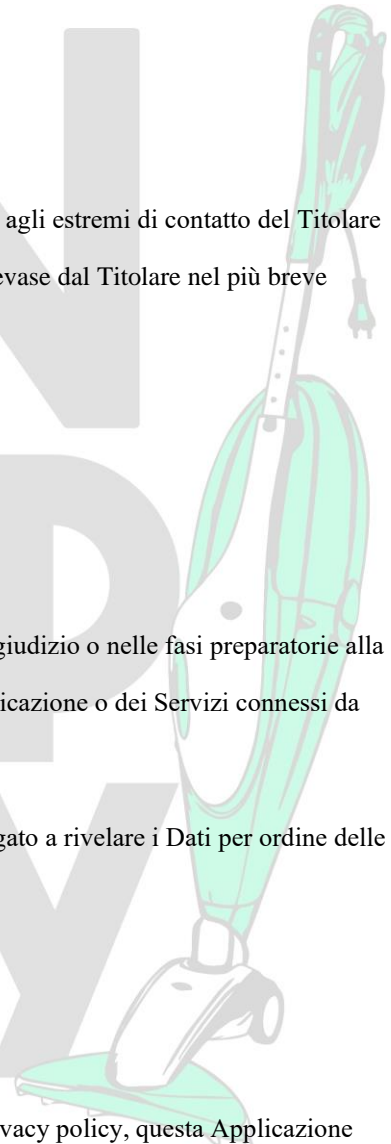 agli estremi di contatto del Titolare
evase dal Titolare nel più breve
giudizio o nelle fasi preparatorie alla
icazione o dei Servizi connessi da
gato a rivelare i Dati per ordine delle
vacy policy, questa Applicazione